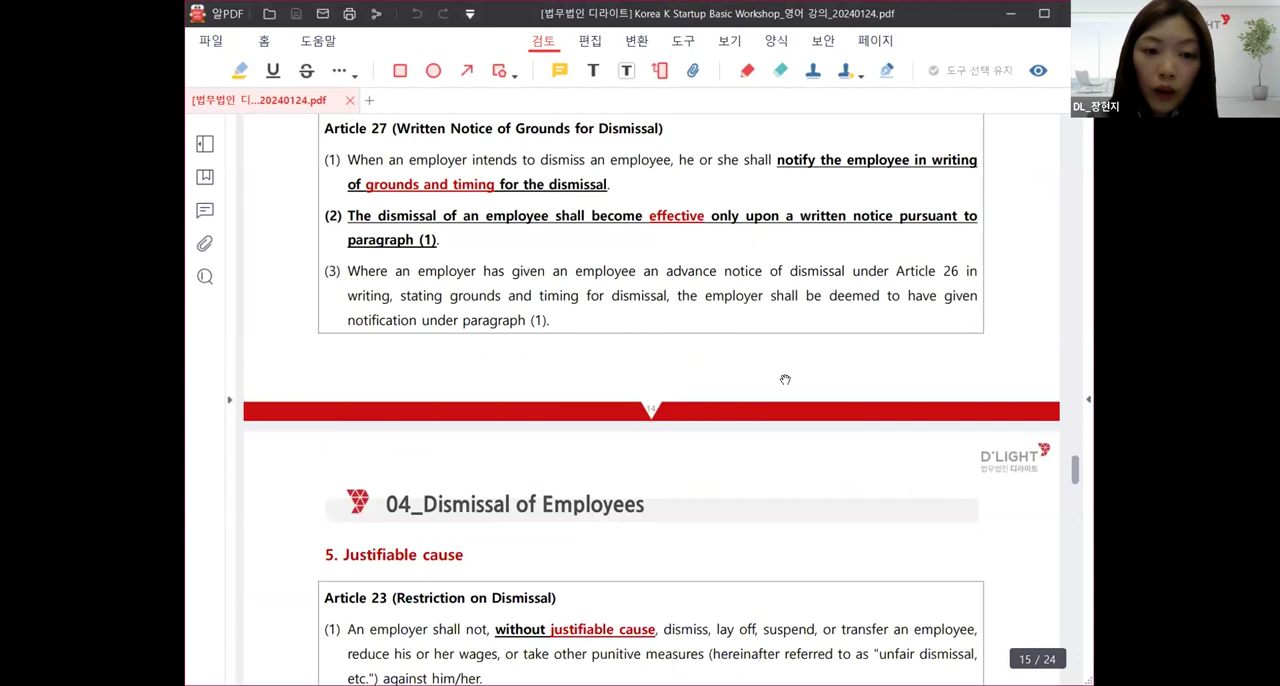 알PDF
[법무법인 디라이트] Korea K Startup Basic Workshop_영어 강의_20240124.pdf
파일 홈 도움말 검토 편집 변환 도구 보기 양식 보안 페이지
도구 선택 유지
[법무법인 디...20240124.pdf
DL_장현지
Article 27 (Written Notice of Grounds for Dismissal)
(1) When an employer intends to dismiss an employee, he or she shall notify the employee in writing
of grounds and timing for the dismissal.
(2) The dismissal of an employee shall become effective only upon a written notice pursuant to
paragraph (1).
(3) Where an employer has given an employee an advance notice of dismissal under Article 26 in
writing, stating grounds and timing for dismissal, the employer shall be deemed to have given
notification under paragraph (1).
14
D'LIGHT
법무법인 디라이트
04_Dismissal of Employees
5. Justifiable cause
Article 23 (Restriction on Dismissal)
(1) An employer shall not, without justifiable cause, dismiss, lay off, suspend, or transfer an employee,
reduce his or her wages, or take other punitive measures (hereinafter referred to as "unfair dismissal,
etc.") against him/her.
15 / 24